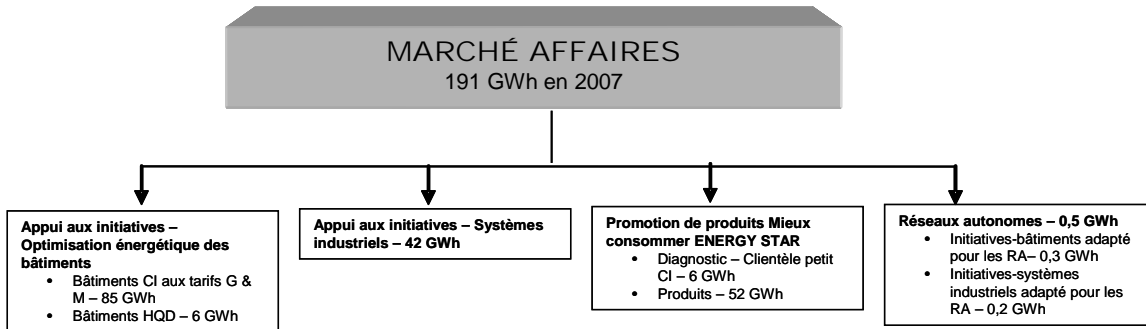 MARCHÉ AFFAIRES
191 GWh en 2007
Appui aux initiatives –
Optimisation énergétique des
bâtiments
• Bâtiments CI aux tarifs G &
M – 85 GWh
• Bâtiments HQD – 6 GWh
Appui aux initiatives – Systèmes
industriels – 42 GWh
Promotion de produits Mieux
consommer ENERGY STAR
• Diagnostic – Clientèle petit
CI – 6 GWh
• Produits – 52 GWh
Réseaux autonomes – 0,5 GWh
• Initiatives-bâtiments adapté
pour les RA– 0,3 GWh
• Initiatives-systèmes
industriels adapté pour les
RA – 0,2 GWh